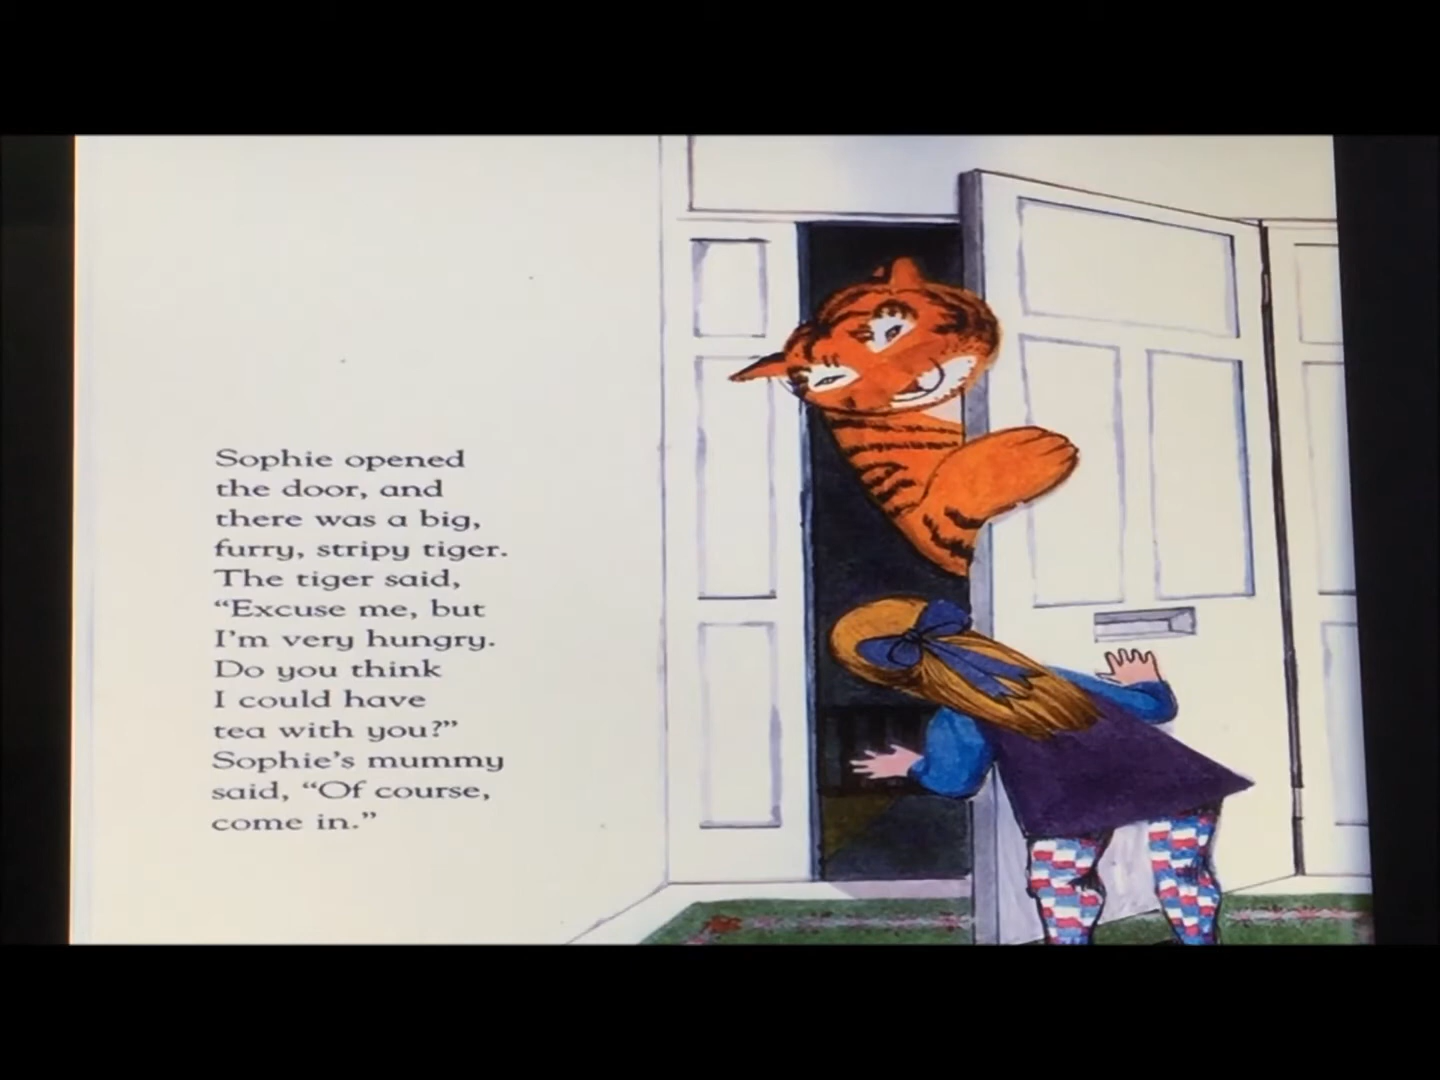 Sophie opened
the door, and
there was a big,
furry, stripy tiger.
The tiger said,
“Excuse me, but
I’m very hungry.
Do you think
I could have
tea with you?”
Sophie’s mummy
said, “Of course,
come in.”